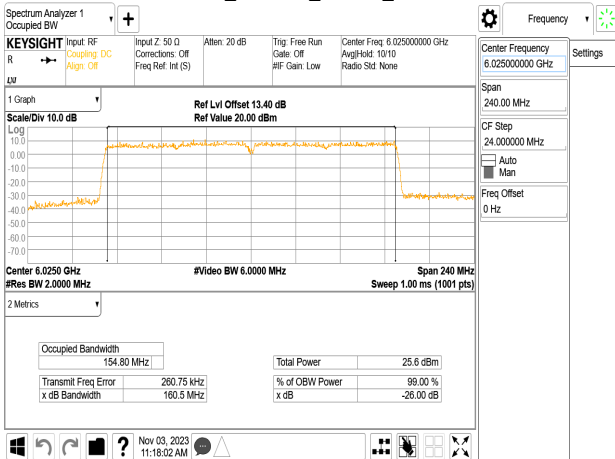 Spectrum Analyzer 1
Occupied BW
Frequency
KEYSIGHT
R
Input: RF
Coupling: DC
Align: Off
Input Z: 50 Ω
Corrections: Off
Freq Ref: Int (S)
Atten: 20 dB
Trig: Free Run
Gate: Off
#IF Gain: Low
Center Freq: 6.025000000 GHz
Avg|Hold: 10/10
Radio Std: None
LXI
1 Graph
Scale/Div 10.0 dB
Ref Lvl Offset 13.40 dB
Ref Value 20.00 dBm
Log
10.0
0.00
-10.0
-20.0
-30.0
-40.0
-50.0
-60.0
-70.0
Center 6.0250 GHz
#Video BW 6.0000 MHz
Span 240 MHz
#Res BW 2.0000 MHz
Sweep 1.00 ms (1001 pts)
2 Metrics
Occupied Bandwidth
154.80 MHz
Total Power 25.6 dBm
Transmit Freq Error 260.75 kHz
% of OBW Power 99.00 %
x dB Bandwidth 160.5 MHz
x dB -26.00 dB
Nov 03, 2023
11:18:02 AM
Center Frequency
6.025000000 GHz
Settings
Span
240.00 MHz
CF Step
24.000000 MHz
Auto
Man
Freq Offset
0 Hz